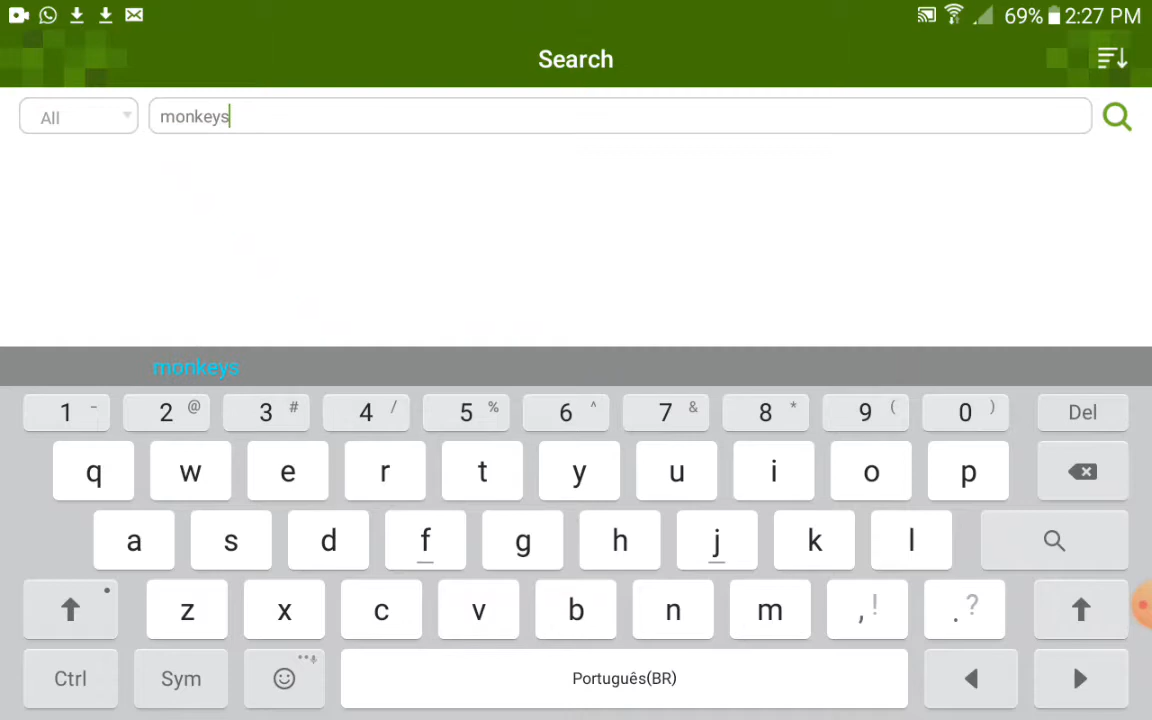 69% 2:27 PM
Search
All monkeys
monkeys
1 - 2 @ 3 # 4 / 5 % 6 ^ 7 & 8 * 9 ( 0 ) Del
q w e r t y u i o p
a s d f g h j k l
z x c v b n m , ! . ?
Ctrl Sym Português(BR)